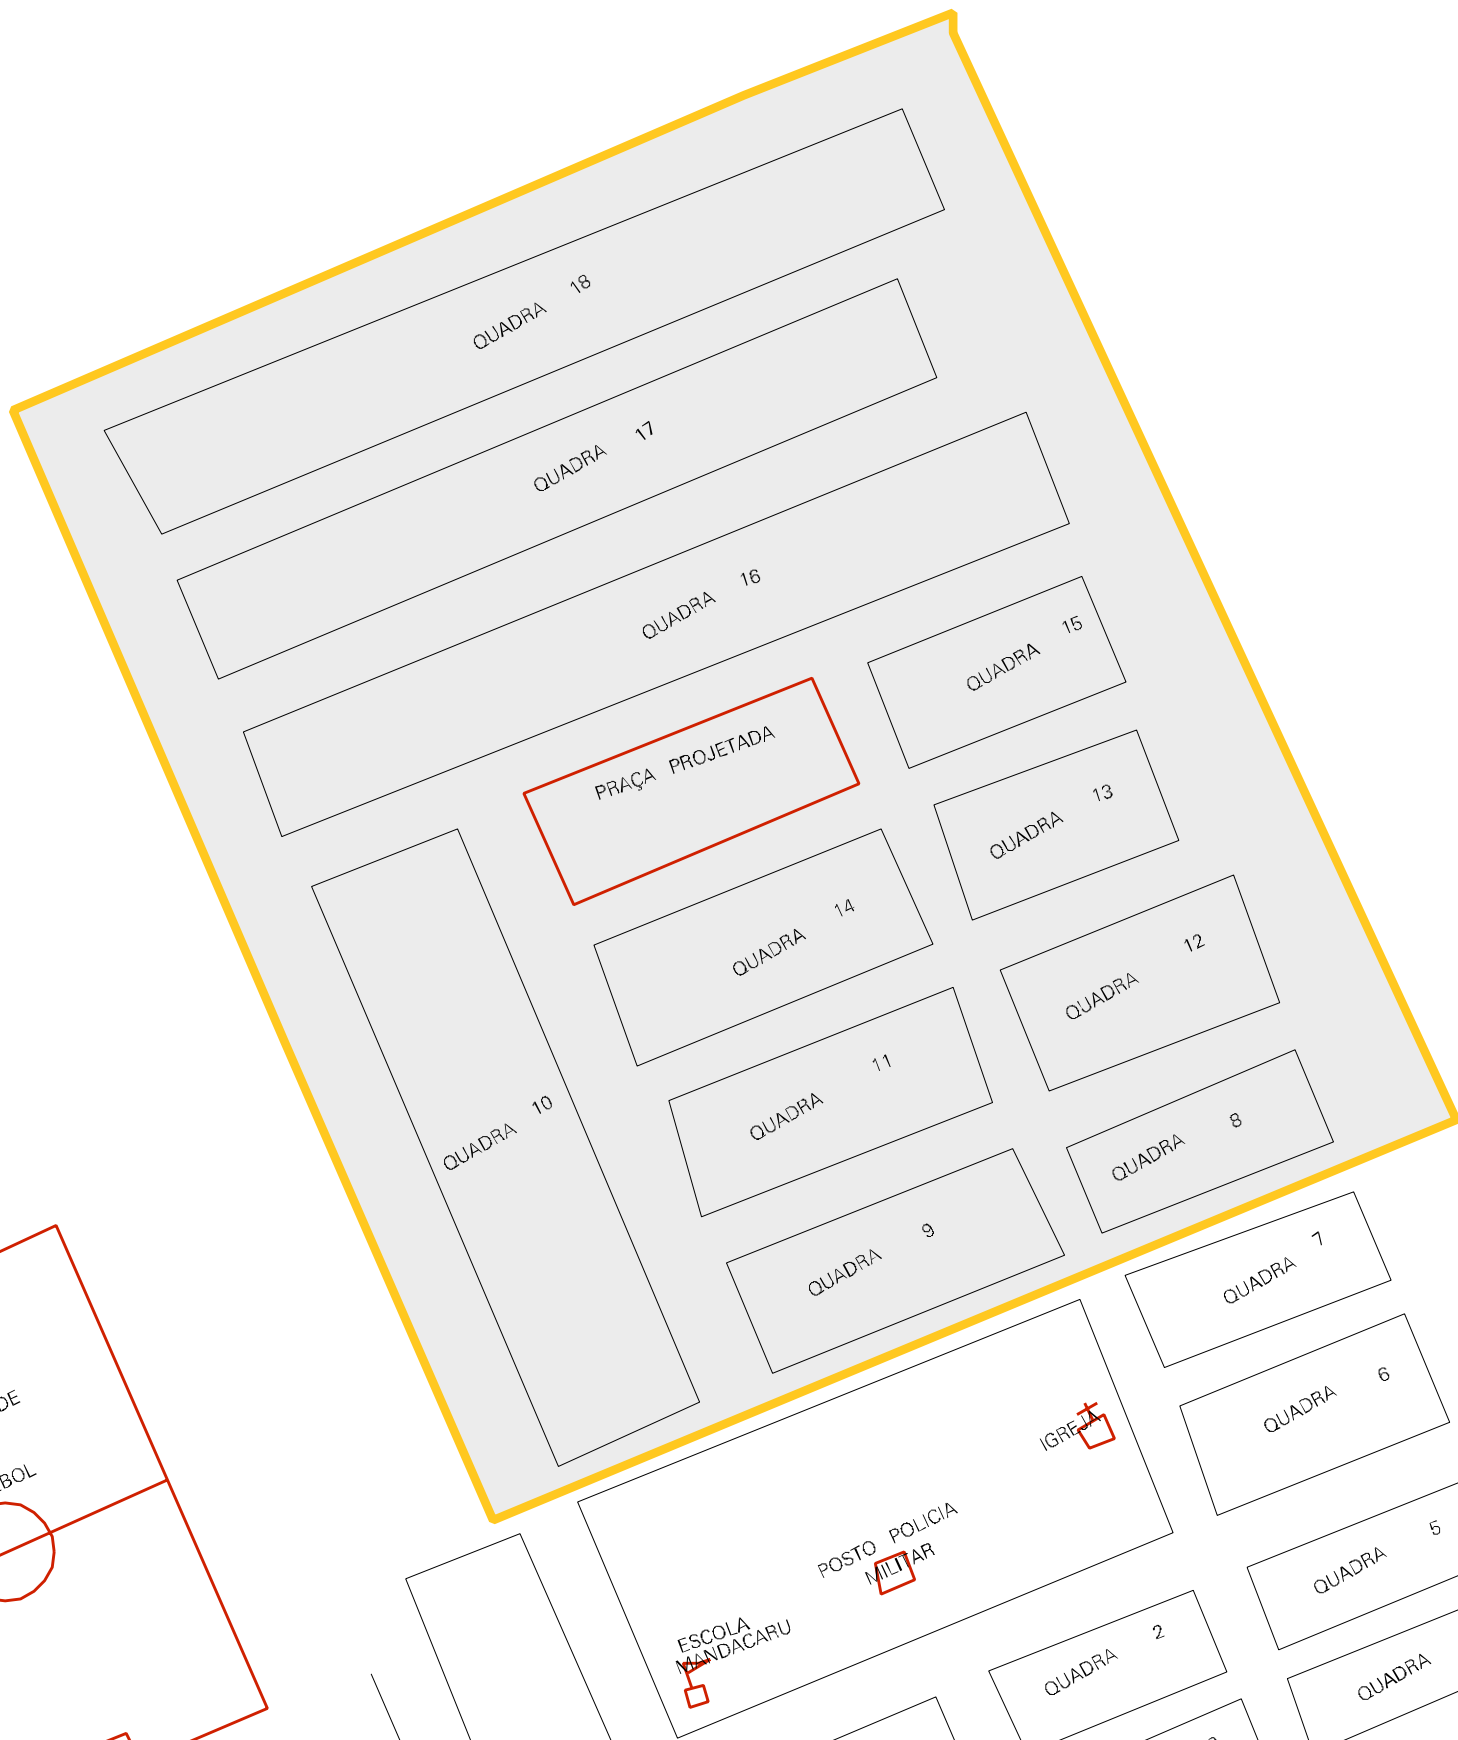 QUADRA 18
QUADRA 17
QUADRA 16
QUADRA 15
PRAÇA PROJETADA
QUADRA 13
QUADRA 14
QUADRA 12
QUADRA 11
QUADRA 10
QUADRA 8
QUADRA 9
QUADRA 7
QUADRA 6
DE
BOL
IGREJA
POSTO POLICIA
MILITAR
QUADRA 5
ESCOLA
MANDACARU
QUADRA 2
QUADRA